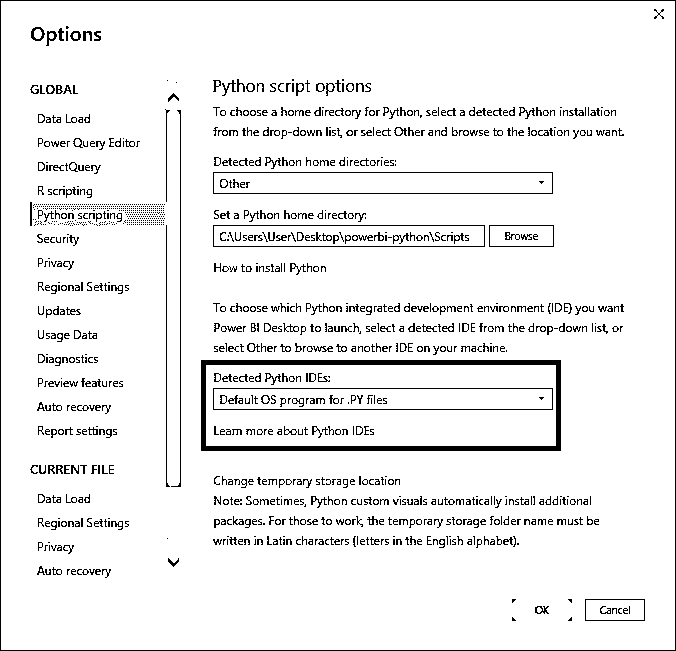 Options
GLOBAL
Data Load
Power Query Editor
DirectQuery
R scripting
Python scripting
Security
Privacy
Regional Settings
Updates
Usage Data
Diagnostics
Preview features
Auto recovery
Report settings
CURRENT FILE
Data Load
Regional Settings
Privacy
Auto recovery
Python script options
To choose a home directory for Python, select a detected Python installation
from the drop-down list, or select Other and browse to the location you want.
Detected Python home directories:
Other
Set a Python home directory:
C:\Users\User\Desktop\powerbi-python\Scripts
Browse
How to install Python
To choose which Python integrated development environment (IDE) you want
Power BI Desktop to launch, select a detected IDE from the drop-down list, or
select Other to browse to another IDE on your machine.
Detected Python IDEs:
Default OS program for .PY files
Learn more about Python IDEs
Change temporary storage location
Note: Sometimes, Python custom visuals automatically install additional
packages. For those to work, the temporary storage folder name must be
written in Latin characters (letters in the English alphabet).
OK
Cancel